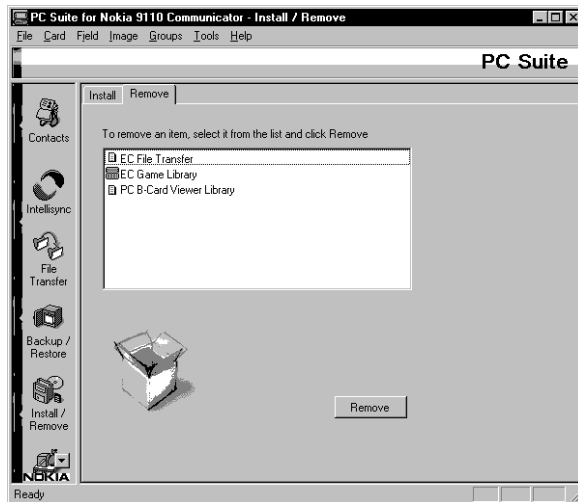 PC Suite for Nokia 9110 Communicator - Install / Remove
File Card Field Image Groups Tools Help
PC Suite
Contacts
Intellisync
File
Transfer
Backup /
Restore
Install /
Remove
NOKIA
Install Remove
To remove an item, select it from the list and click Remove
EC File Transfer
EC Game Library
PC B-Card Viewer Library
Remove
Ready